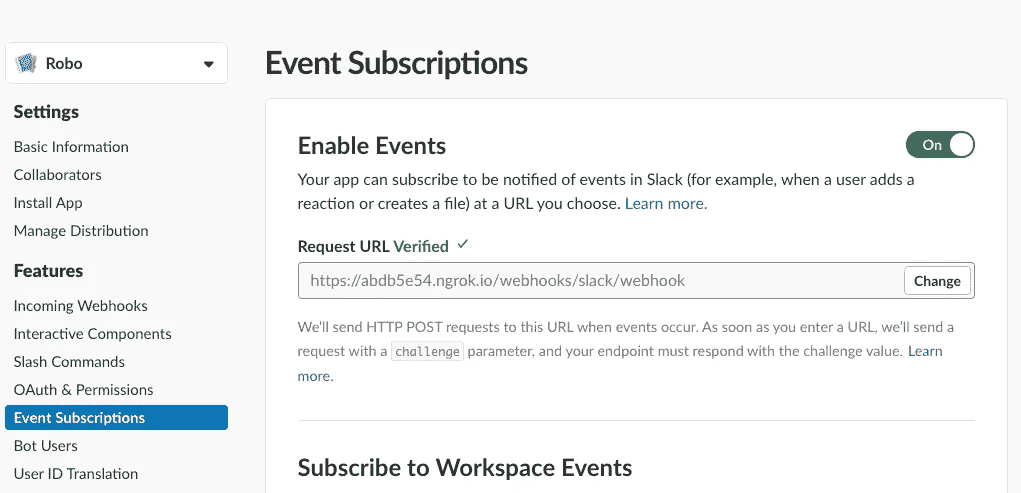 Robo
Settings
Basic Information
Collaborators
Install App
Manage Distribution
Features
Incoming Webhooks
Interactive Components
Slash Commands
OAuth & Permissions
Event Subscriptions
Bot Users
User ID Translation
Event Subscriptions
Enable Events
On
Your app can subscribe to be notified of events in Slack (for example, when a user adds a
reaction or creates a file) at a URL you choose. Learn more.
Request URL Verified ✓
https://abdb5e54.ngrok.io/webhooks/slack/webhook
Change
We'll send HTTP POST requests to this URL when events occur. As soon as you enter a URL, we'll send a
request with a challenge parameter, and your endpoint must respond with the challenge value. Learn
more.
Subscribe to Workspace Events